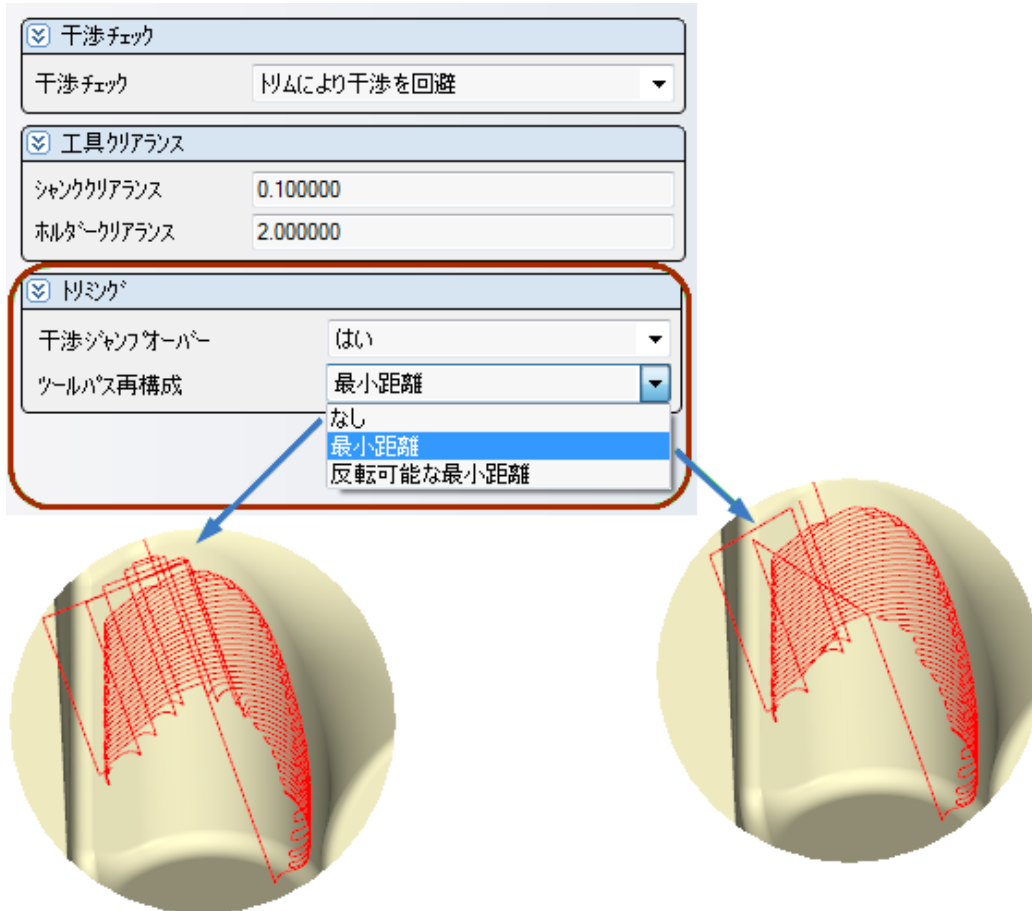 干渉ﾁｪｯｸ
干渉ﾁｪｯｸ ﾄﾘﾑにより干渉を回避
工具ｸﾘｱﾗﾝｽ
ｼｬﾝｸｸﾘｱﾗﾝｽ 0.100000
ﾎﾙﾀﾞｰｸﾘｱﾗﾝｽ 2.000000
ﾄﾘﾐﾝｸﾞ
干渉ｼﾞｬﾝﾌﾟｵｰﾊﾞｰ はい
ﾂｰﾙﾊﾟｽ再構成 最小距離
なし
最小距離
反転可能な最小距離